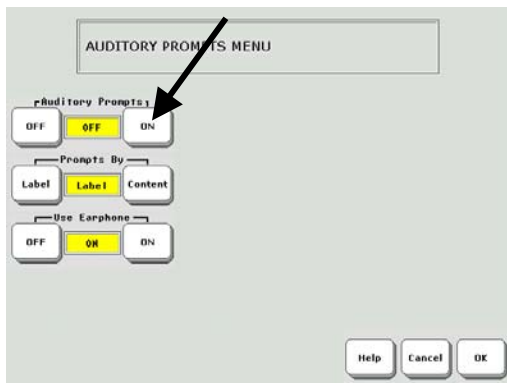 AUDITORY PROMPTS MENU
Auditory Prompts
OFF OFF ON
Prompts By
Label Label Content
Use Earphone
OFF ON ON
Help Cancel OK